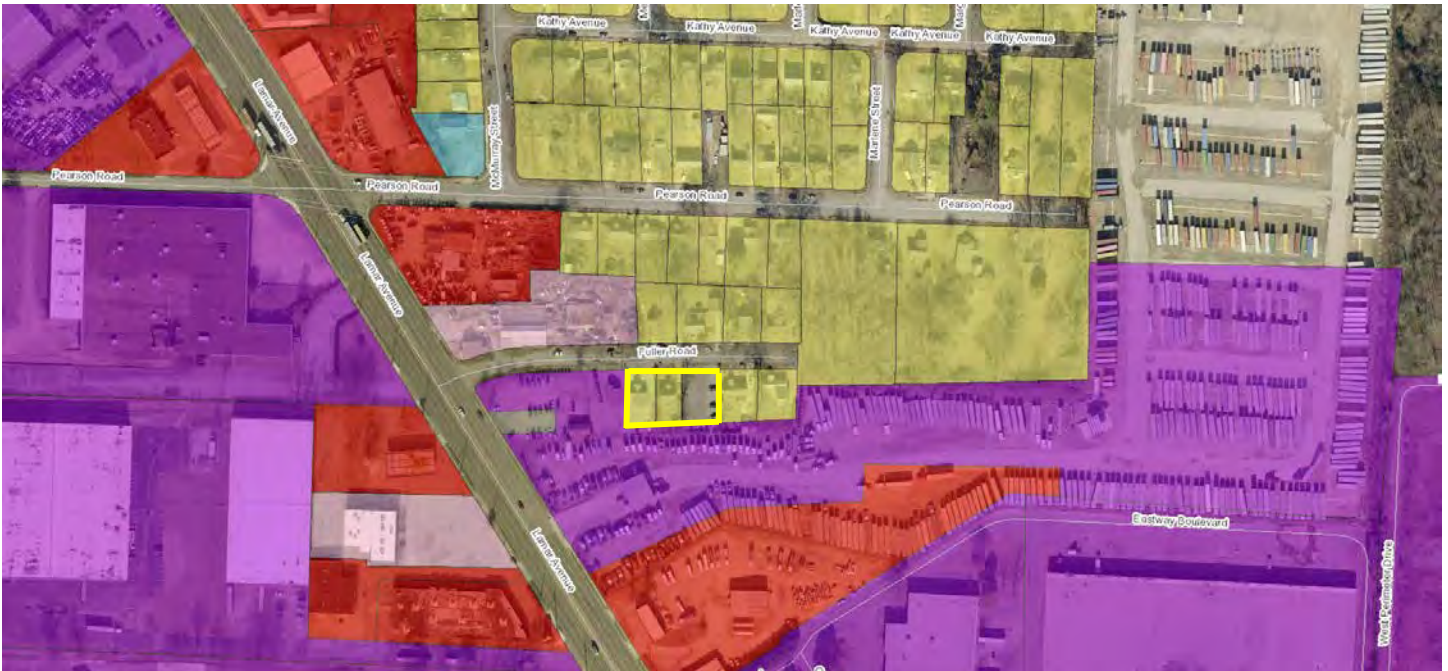 Kathy Avenue
Kathy Avenue
Kathy Avenue
Kathy Avenue
Kathy Avenue
Lamar Avenue
McMurray Street
Marlene Street
Pearson Road
Pearson Road
Pearson Road
Pearson Road
Lamar Avenue
Fuller Road
Lamar Avenue
Eastway Boulevard
West Perimeter Drive